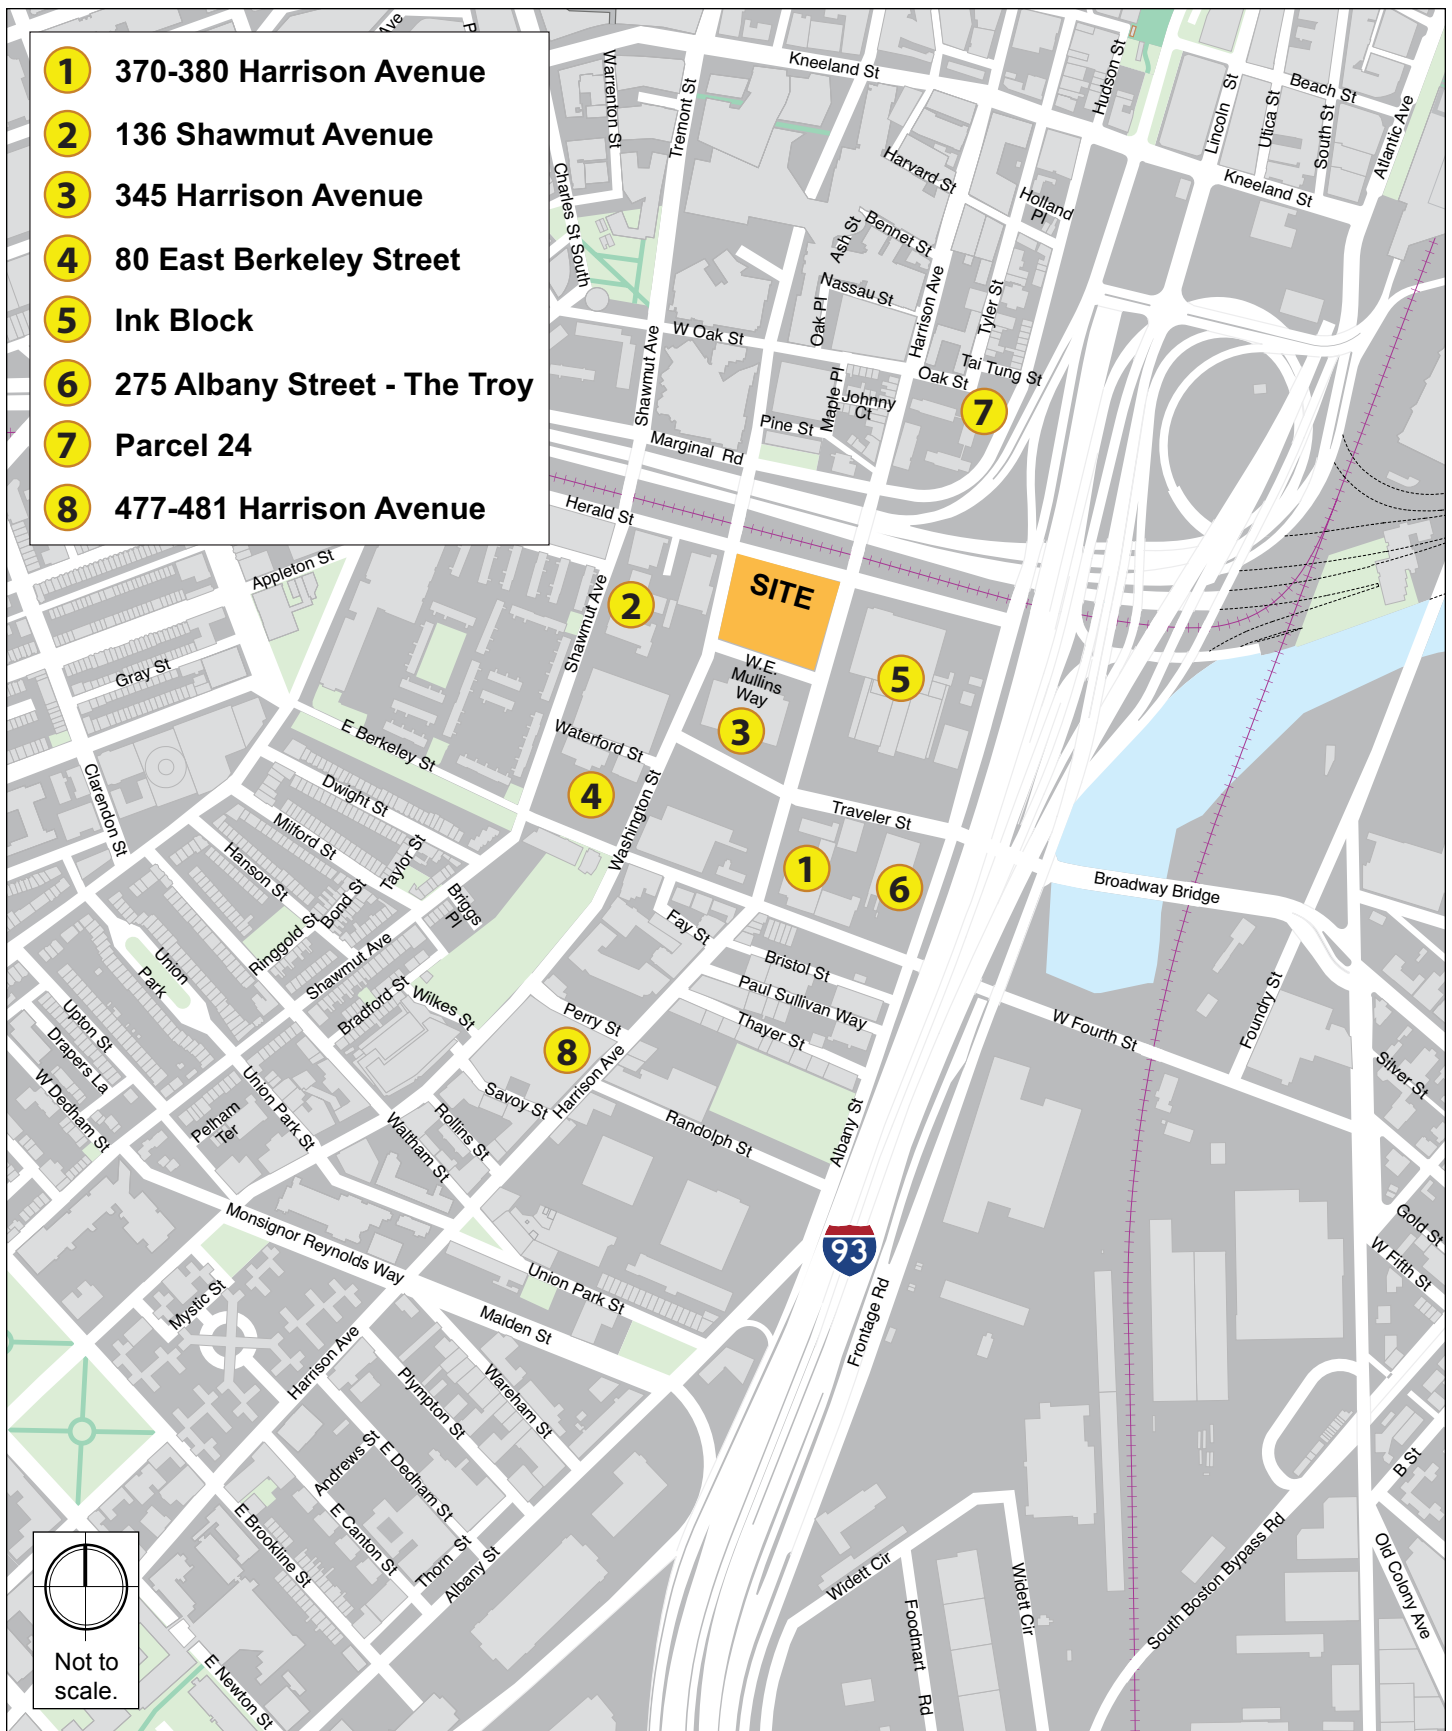 1 370-380 Harrison Avenue
2 136 Shawmut Avenue
3 345 Harrison Avenue
4 80 East Berkeley Street
5 Ink Block
6 275 Albany Street - The Troy
7 Parcel 24
8 477-481 Harrison Avenue
Ave
Kneeland St
Hudson St
Beach St
Lincoln St
Utica St
South St
Atlantic Ave
Warrenton St
Tremont St
Harvard St
Holland
Pl
Kneeland St
Charles St South
Ash St
Bennet St
Nassau St
Oak Pl
Harrison Ave
Tyler St
W Oak St
Shawmut Ave
Tai Tung St
Oak St
Maple Pl
Johnny
Ct
7
Pine St
Marginal Rd
Herald St
Appleton St
SITE
2
Shawmut Ave
Gray St
W.E.
Mullins
Way
5
3
E Berkeley St
Waterford St
4
Washington St
Clarendon St
Dwight St
Traveler St
Milford St
Taylor St
Hanson St
Bond St
Briggs
Pl
1
6
Broadway Bridge
Ringgold St
Fay St
Shawmut Ave
Union
Park
Bristol St
Paul Sullivan Way
Bradford St
Wilkes St
Perry St
Thayer St
W Fourth St
Foundry St
Upton St
Drapers La
W Dedham St
8
Harrison Ave
Silver St
Union Park St
Pelham
Ter
Savoy St
Rollins St
Waltham St
Randolph St
Albany St
Monsignor Reynolds Way
93
Gold St
W Fifth St
Union Park St
Mystic St
Malden St
Frontage Rd
Harrison Ave
Plympton St
Wareham St
Andrews St
E Dedham St
B St
E Brookline St
E Canton St
Thorn St
Albany St
Widett Cir
Widett Cir
Foodmart Rd
South Boston Bypass Rd
Old Colony Ave
E Newton St
Not to
scale.